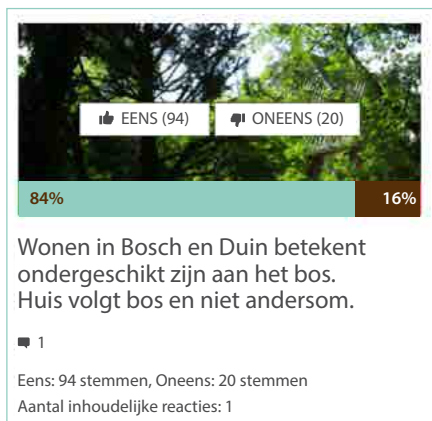 EENS (94) ONEENS (20)
84% 16%
Wonen in Bosch en Duin betekent
ondergeschikt zijn aan het bos.
Huis volgt bos en niet andersom.
1
Eens: 94 stemmen, Oneens: 20 stemmen
Aantal inhoudelijke reacties: 1